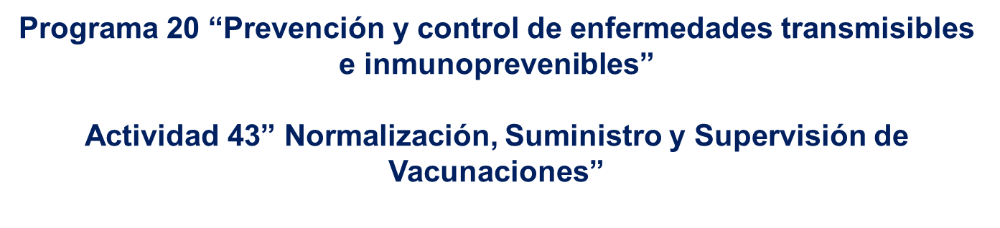 Programa 20 “Prevención y control de enfermedades transmisibles
e inmunoprevenibles”
Actividad 43” Normalización, Suministro y Supervisión de
Vacunaciones”